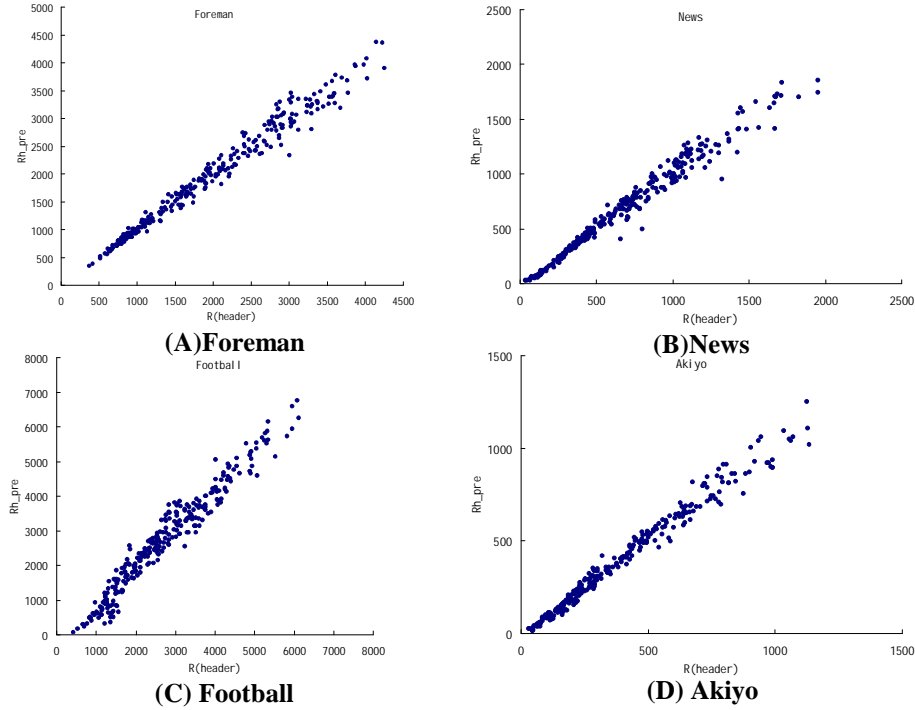 Foreman
5000
4500
4000
3500
3000
2500
2000
1500
1000
500
0
Rh_pre
0 500 1000 1500 2000 2500 3000 3500 4000 4500
R(header)
(A)Foreman
News
2500
2000
1500
1000
500
0
Rh_pre
0 500 1000 1500 2000 2500
R(header)
(B)News
Football
8000
7000
6000
5000
4000
3000
2000
1000
0
Rh_pre
0 1000 2000 3000 4000 5000 6000 7000 8000
R(header)
(C) Football
Akiyo
1500
1000
500
0
Rh_pre
0 500 1000 1500
R(header)
(D) Akiyo